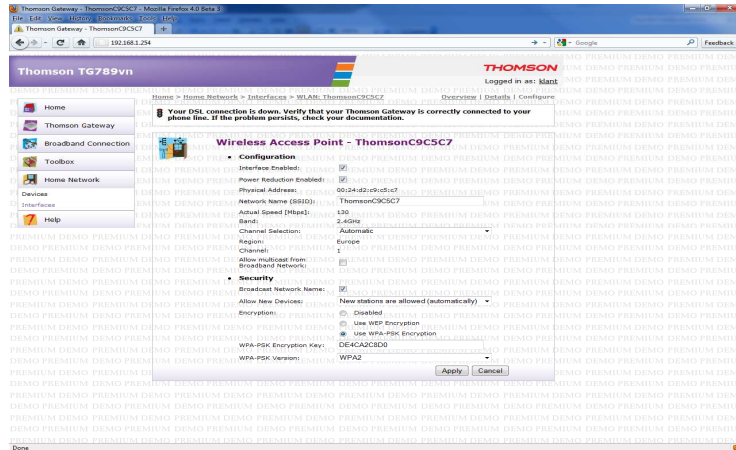 Thomson Gateway - ThomsonC9C5C7 - Mozilla Firefox 4.0 Beta 3
File Edit View History Bookmarks Tools Help
Thomson Gateway - ThomsonC9C5C7
192.168.1.254
Google
Feedback
Thomson TG789vn
THOMSON
Logged in as: klant
Home > Home Network > Interfaces > WLAN: ThomsonC9C5C7
Overview | Details | Configure
Home
Thomson Gateway
Broadband Connection
Toolbox
Home Network
Devices
Interfaces
Help
Your DSL connection is down. Verify that your Thomson Gateway is correctly connected to your
phone line. If the problem persists, check your documentation.
Wireless Access Point - ThomsonC9C5C7
Configuration
Interface Enabled:
Power Reduction Enabled:
Physical Address: 00:24:d2:c9:c5:c7
Network Name (SSID): ThomsonC9C5C7
Actual Speed [Mbps]: 130
Band: 2.4GHz
Channel Selection: Automatic
Region: Europe
Channel: 1
Allow multicast from
Broadband Network:
Security
Broadcast Network Name:
Allow New Devices: New stations are allowed (automatically)
Encryption: Disabled
Use WEP Encryption
Use WPA-PSK Encryption
WPA-PSK Encryption Key: DE4CA2C8D0
WPA-PSK Version: WPA2
Apply Cancel
Done